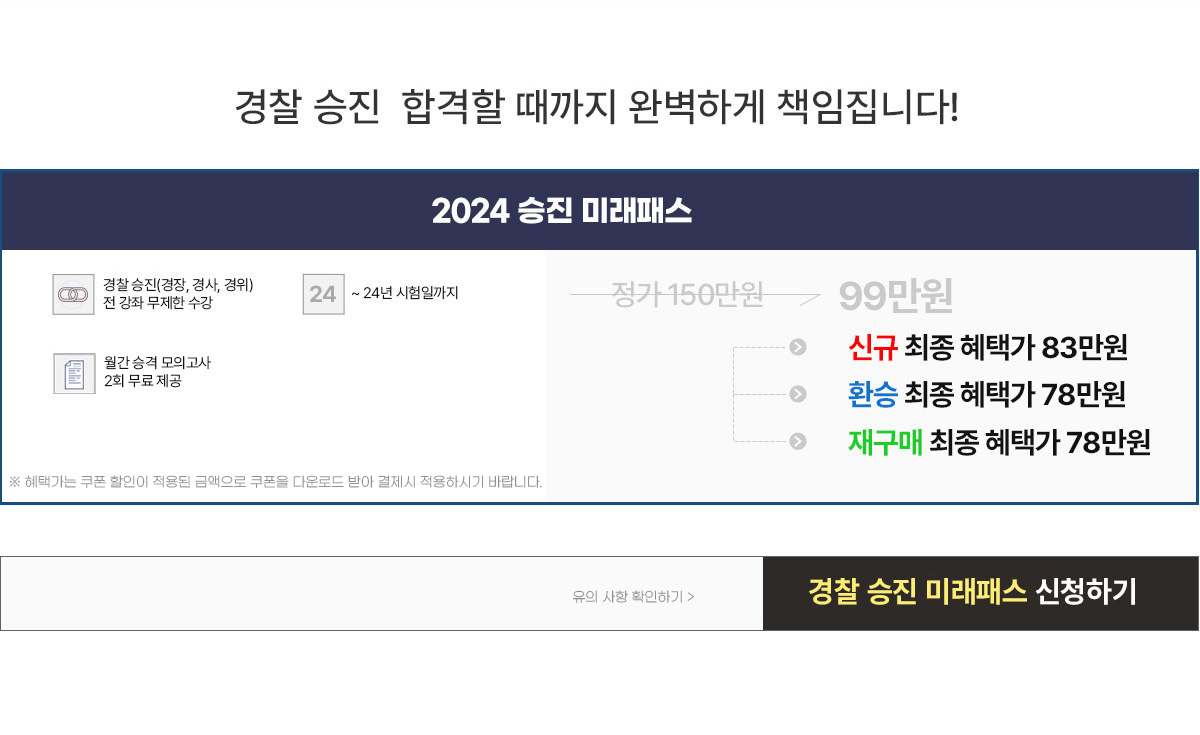 경찰 승진 합격할 때까지 완벽하게 책임집니다!
2024 승진 미래패스
경찰 승진(경장, 경사, 경위)
전 강좌 무제한 수강
24
~ 24년 시험일까지
월간 승격 모의고사
2회 무료 제공
※ 혜택가는 쿠폰 할인이 적용된 금액으로 쿠폰을 다운로드 받아 결제시 적용하시기 바랍니다.
정가 150만원
99만원
신규 최종 혜택가 83만원
환승 최종 혜택가 78만원
재구매 최종 혜택가 78만원
유의 사항 확인하기 >
경찰 승진 미래패스 신청하기